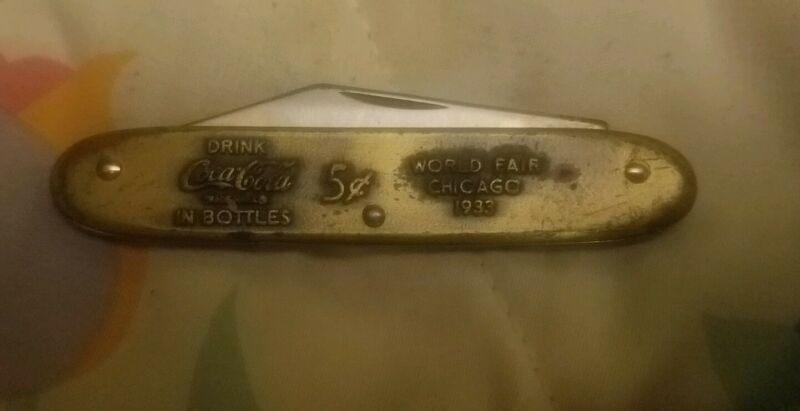 DRINK
Coca-Cola
IN BOTTLES
5¢
WORLD FAIR
CHICAGO
1933